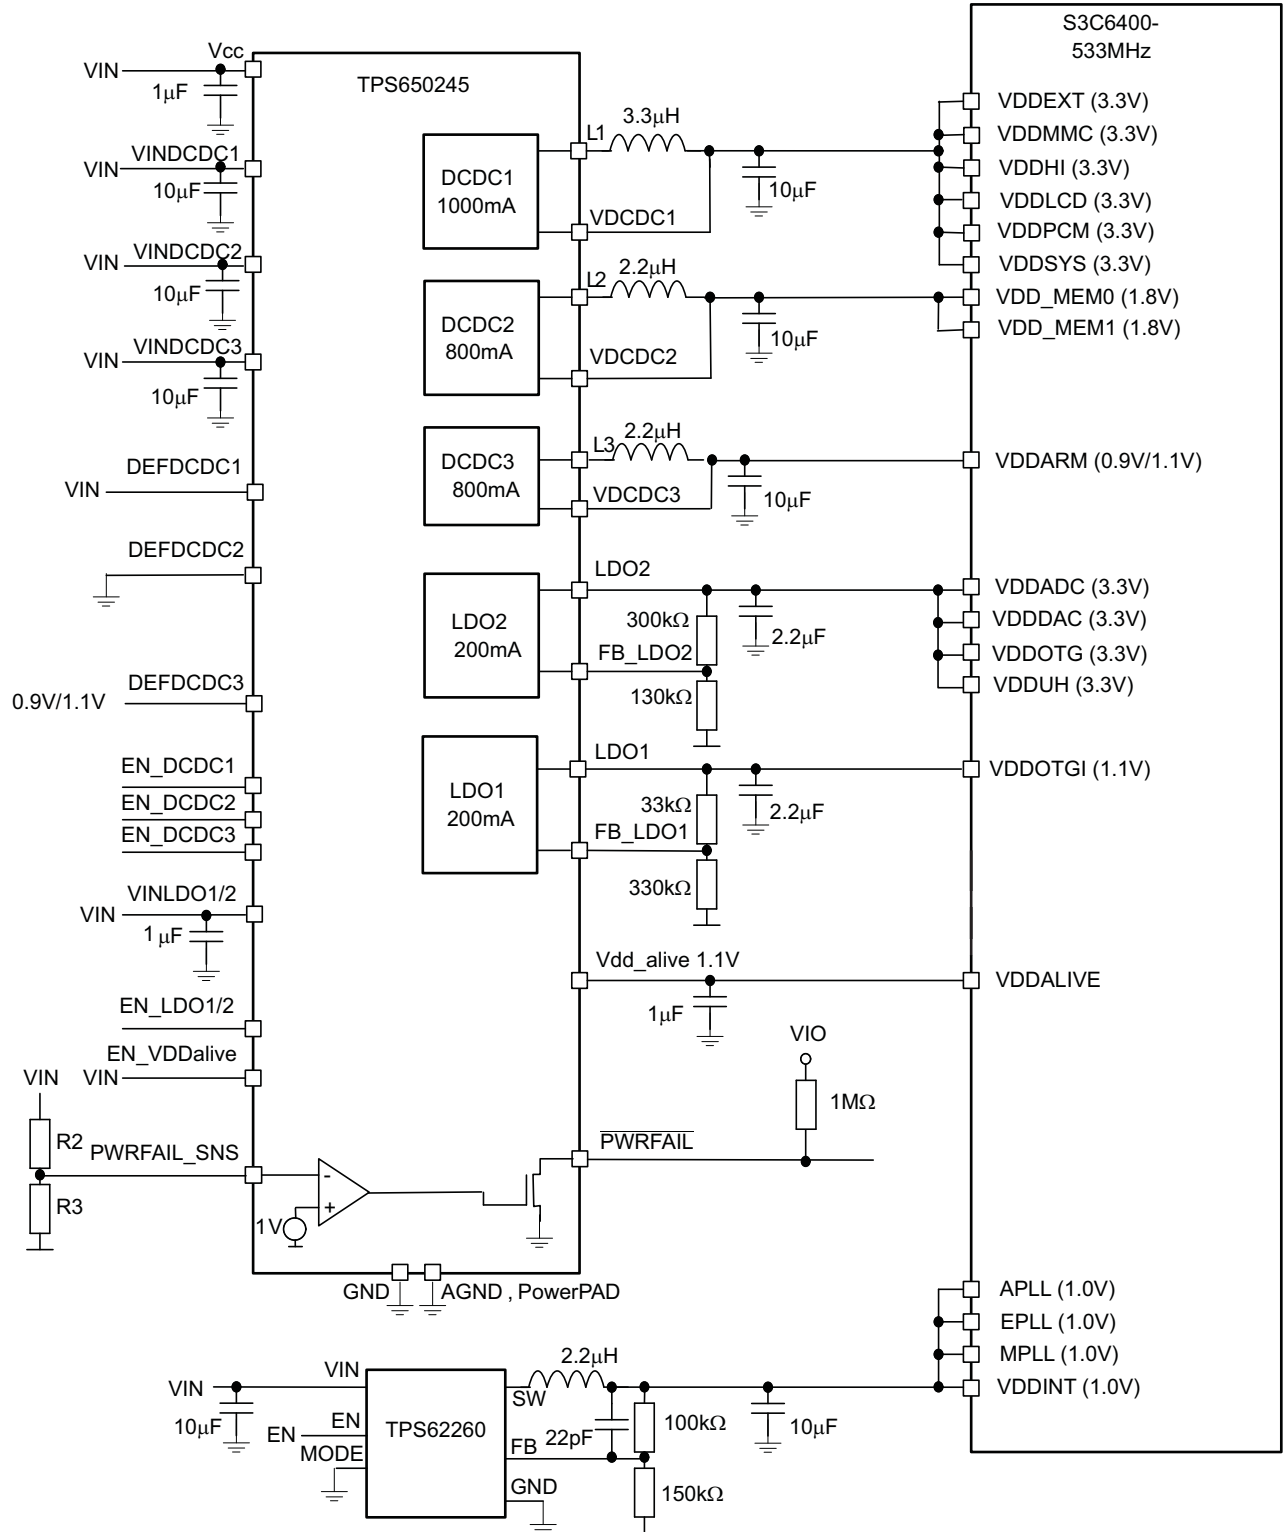 S3C6400-
533MHz
TPS650245
Vcc
VIN
1μF
VINDCDC1
VIN
10μF
VINDCDC2
VIN
10μF
VINDCDC3
VIN
10μF
DEFDCDC1
VIN
DEFDCDC2
DEFDCDC3
0.9V/1.1V
EN_DCDC1
EN_DCDC2
EN_DCDC3
VINLDO1/2
VIN
1 μF
EN_LDO1/2
EN_VDDalive
VIN
VIN
R2
PWRFAIL_SNS
R3
-
+
1V
GND
AGND , PowerPAD
DCDC1
1000mA
L1
3.3μH
VDCDC1
10μF
DCDC2
800mA
L2
2.2μH
VDCDC2
10μF
DCDC3
800mA
L3
2.2μH
VDCDC3
10μF
LDO2
200mA
LDO2
300kΩ
FB_LDO2
130kΩ
2.2μF
LDO1
200mA
LDO1
33kΩ
FB_LDO1
330kΩ
2.2μF
Vdd_alive 1.1V
1μF
VIO
1MΩ
PWRFAIL
VDDEXT (3.3V)
VDDMMC (3.3V)
VDDHI (3.3V)
VDDLCD (3.3V)
VDDPCM (3.3V)
VDDSYS (3.3V)
VDD_MEM0 (1.8V)
VDD_MEM1 (1.8V)
VDDARM (0.9V/1.1V)
VDDADC (3.3V)
VDDDAC (3.3V)
VDDOTG (3.3V)
VDDUH (3.3V)
VDDOTGI (1.1V)
VDDALIVE
APLL (1.0V)
EPLL (1.0V)
MPLL (1.0V)
VDDINT (1.0V)
VIN
VIN
10μF
EN
EN
MODE
TPS62260
SW
2.2μH
FB
GND
22pF
100kΩ
150kΩ
10μF